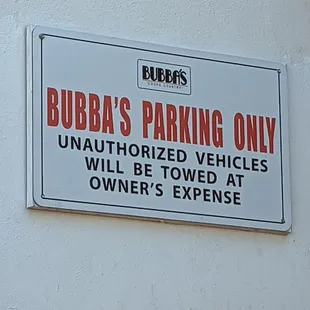 BUBBA'S
BUBBA'S PARKING ONLY
UNAUTHORIZED VEHICLES
WILL BE TOWED AT
OWNER'S EXPENSE